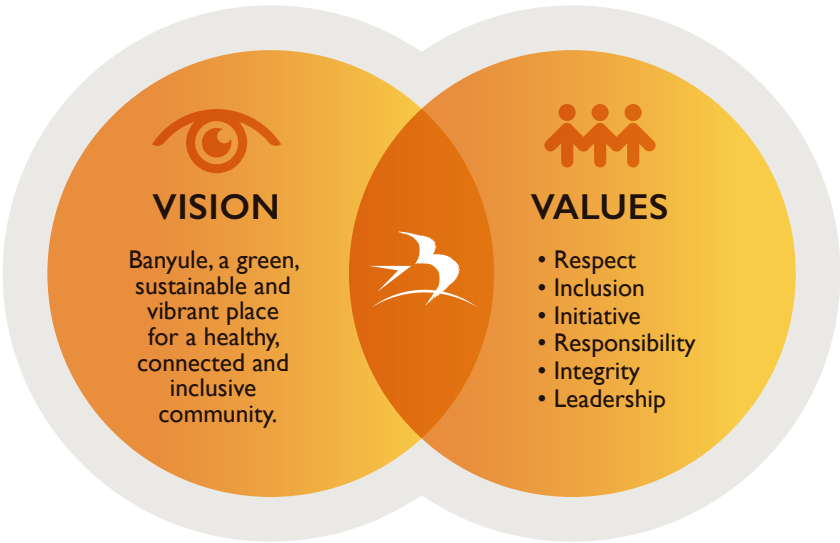 VISION
Banyule, a green,
sustainable and
vibrant place
for a healthy,
connected and
inclusive
community.
VALUES
• Respect
• Inclusion
• Initiative
• Responsibility
• Integrity
• Leadership